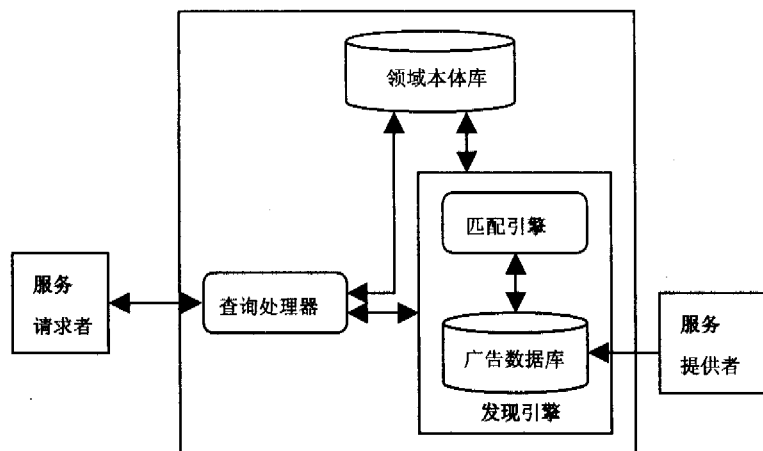 领域本体库
匹配引擎
服务
请求者
查询处理器
广告数据库
服务
提供者
发现引擎